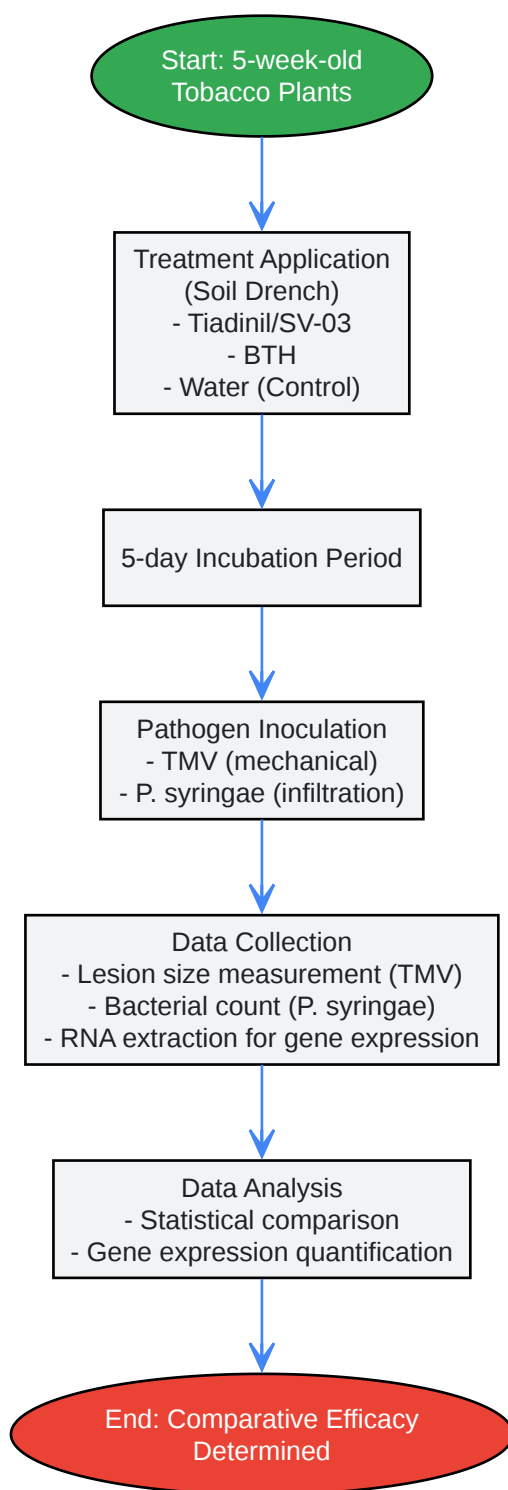 Start: 5-week-old
Tobacco Plants
Treatment Application
(Soil Drench)
- Tiadinil/SV-03
- BTH
- Water (Control)
5-day Incubation Period
Pathogen Inoculation
- TMV (mechanical)
- P. syringae (infiltration)
Data Collection
- Lesion size measurement (TMV)
- Bacterial count (P. syringae)
- RNA extraction for gene expression
Data Analysis
- Statistical comparison
- Gene expression quantification
End: Comparative Efficacy
Determined